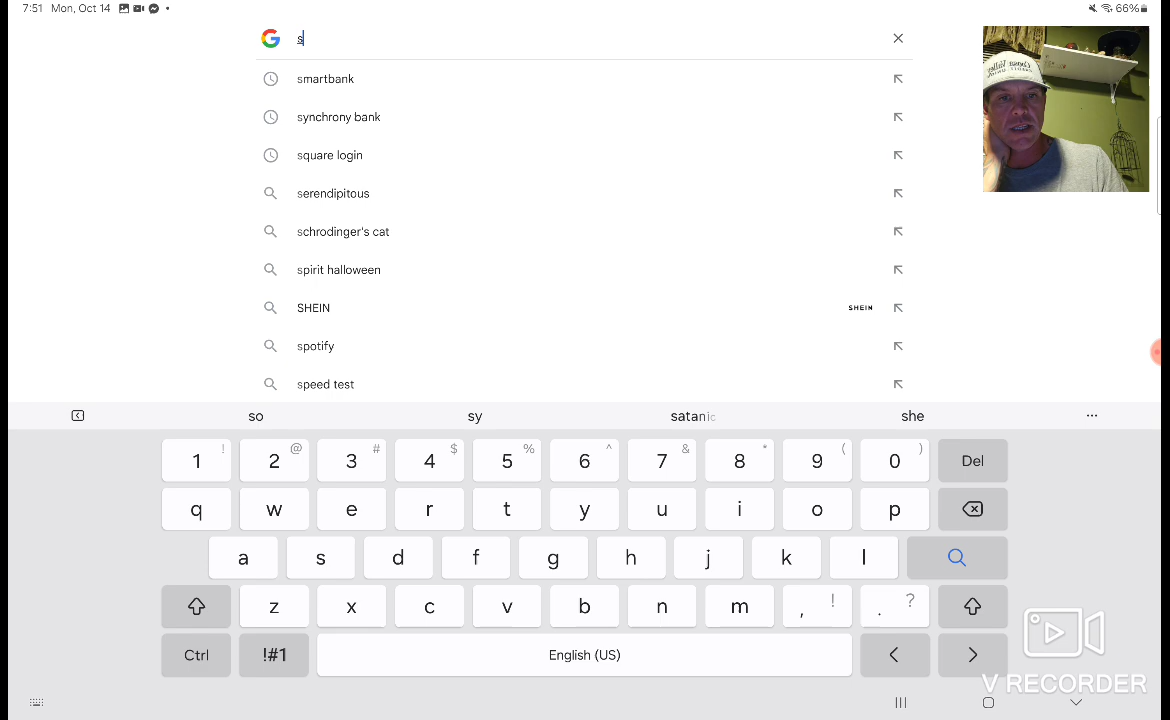 7:51 Mon, Oct 14
66%
s
smartbank
synchrony bank
square login
serendipitous
schrodinger's cat
spirit halloween
SHEIN
SHEIN
spotify
speed test
so sy satanic she
! @ # $ % ^ & * ( )
1 2 3 4 5 6 7 8 9 0 Del
q w e r t y u i o p
a s d f g h j k l
z x c v b n m , ! . ?
Ctrl !#1 English (US) < >
V RECORDER